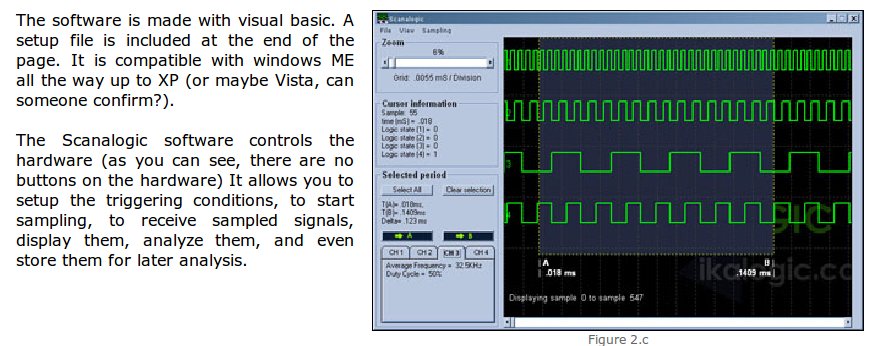 The software is made with visual basic. A
setup file is included at the end of the
page. It is compatible with windows ME
all the way up to XP (or maybe Vista, can
someone confirm?).
The Scanalogic software controls the
hardware (as you can see, there are no
buttons on the hardware) It allows you to
setup the triggering conditions, to start
sampling, to receive sampled signals,
display them, analyze them, and even
store them for later analysis.
Scanalogic
File View Sampling
Zoom
6%
Grid: .0055 mS / Division
Cursor Information
Sample: 55
time (mS) = .018
Logic state (1) = 0
Logic state (2) = 0
Logic state (3) = 0
Logic state (4) = 1
Selected period
Select All Clear selection
T(A)= .018ms,
T(B)= .1409ms
Delta= .123 ms
A B
CH 1 CH 2 CH 3 CH 4
Average Frequency = 32.5KHz
Duty Cycle = 50%
A B
.018 ms .1409 ms
ikalogic.co
Displaying sample 0 to sample 547
Figure 2.c